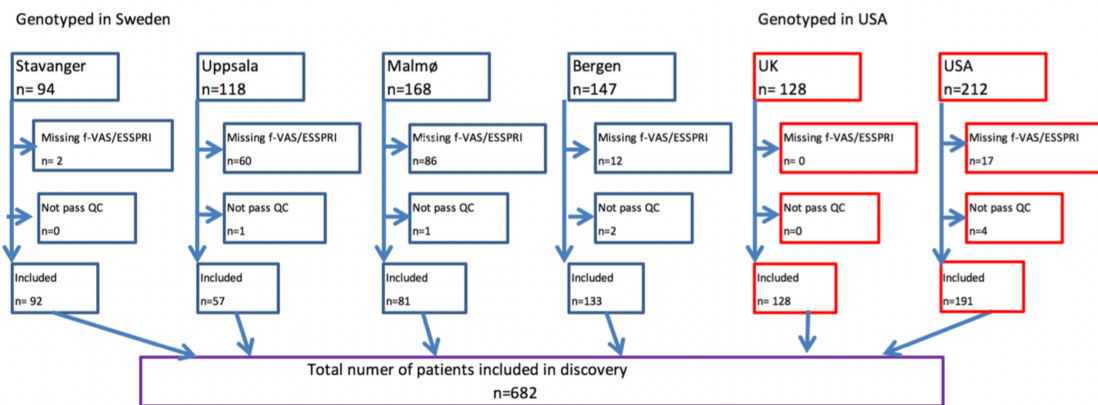 Genotyped in Sweden
Genotyped in USA
Stavanger
n= 94
Uppsala
n=118
Malmø
n=168
Bergen
n=147
UK
n= 128
USA
n=212
Missing f-VAS/ESSPRI
n= 2
Missing f-VAS/ESSPRI
n=60
Missing f-VAS/ESSPRI
n=86
Missing f-VAS/ESSPRI
n=12
Missing f-VAS/ESSPRI
n= 0
Missing f-VAS/ESSPRI
n=17
Not pass QC
n=0
Not pass QC
n=1
Not pass QC
n=1
Not pass QC
n=2
Not pass QC
n=0
Not pass QC
n=4
Included
n= 92
Included
n=57
Included
n=81
Included
n=133
Included
n= 128
Included
n=191
Total numer of patients included in discovery
n=682